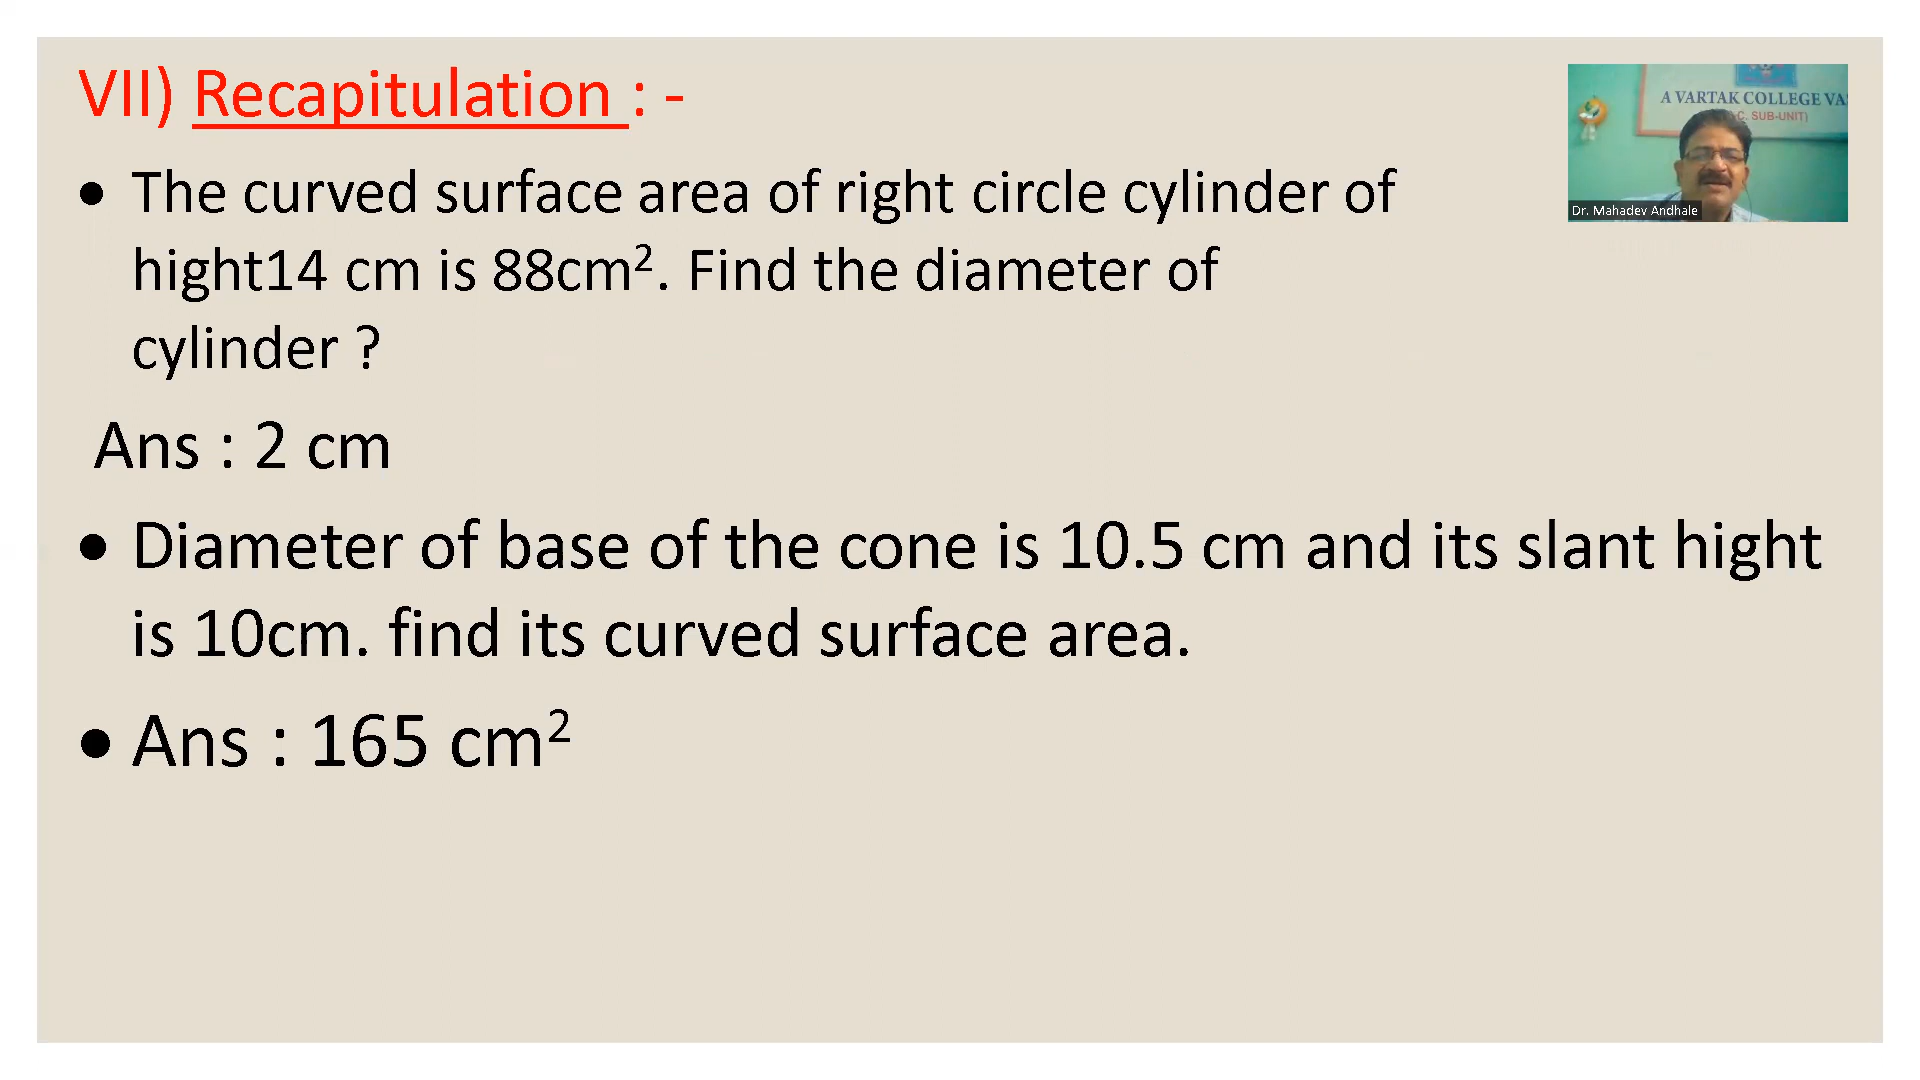 VII) Recapitulation : -
• The curved surface area of right circle cylinder of
hight14 cm is 88cm². Find the diameter of
cylinder ?
Ans : 2 cm
• Diameter of base of the cone is 10.5 cm and its slant hight
is 10cm. find its curved surface area.
• Ans : 165 cm²
A VARTAK COLLEGE VA
C. SUB-UNIT)
Dr. Mahadev Andhale